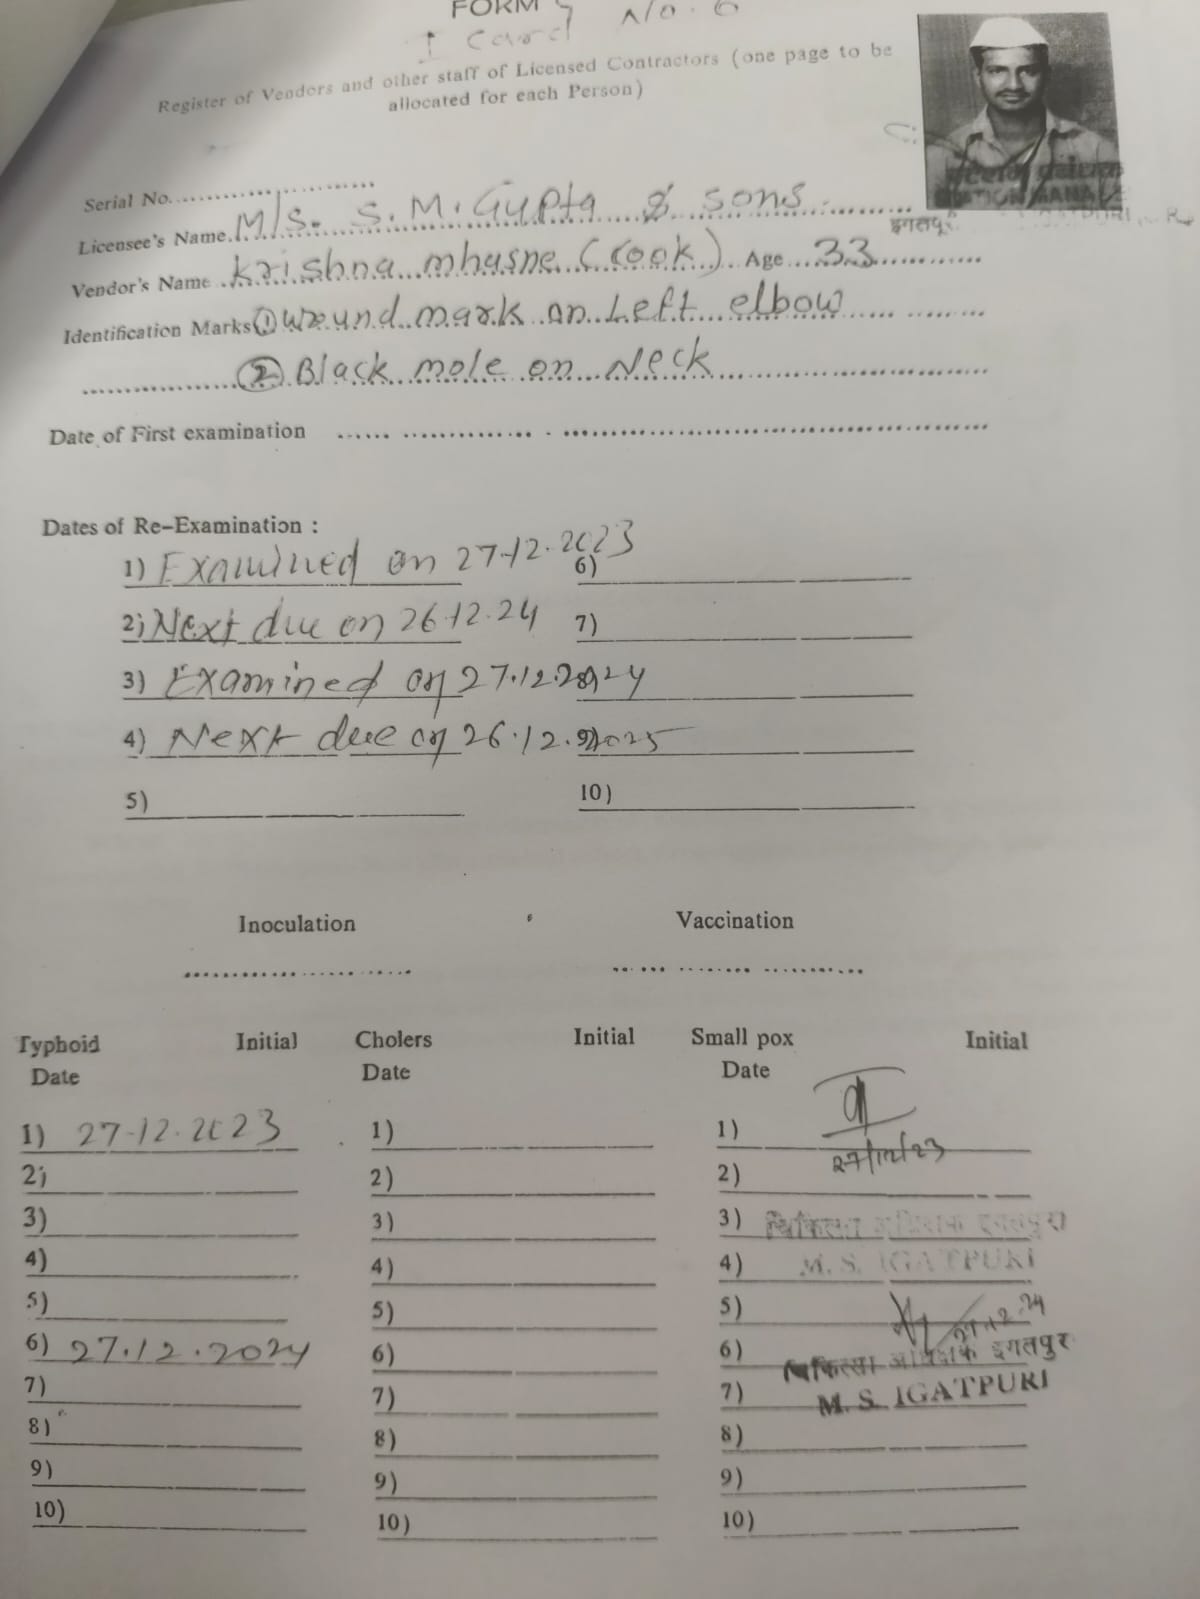 FORM
I Card No. 6
Register of Vendors and other staff of Licensed Contractors (one page to be
allocated for each Person)
Serial No.
Licensee's Name. M/S. S. M. Gupta & sons
इगतपुरी
Vendor's Name Krishna mhasne (Cook) Age 33
Identification Marks ① Wound mark on Left elbow
② Black mole on Neck
Date of First examination
Dates of Re-Examination :
1) Examined on 27-12-2023 6)
2) Next due on 26-12-24 7)
3) Examined on 27.12.2024
4) Next due on 26.12.2025
5) 10)
Inoculation Vaccination
Typhoid Initial Cholers Initial Small pox Initial
Date Date Date
1) 27-12-2023 1) 1)
27/12/23
2) 2) 2)
3) 3) 3) चिकित्सा अधिक्षक इगतपुरी
4) 4) 4) M. S. IGATPURI
5) 5) 5)
6) 27.12.2024 6) 6) चिकित्सा अधिक्षक इगतपुर
7) 7) 7) M. S. IGATPURI
8) 8) 8)
9) 9) 9)
10) 10) 10)